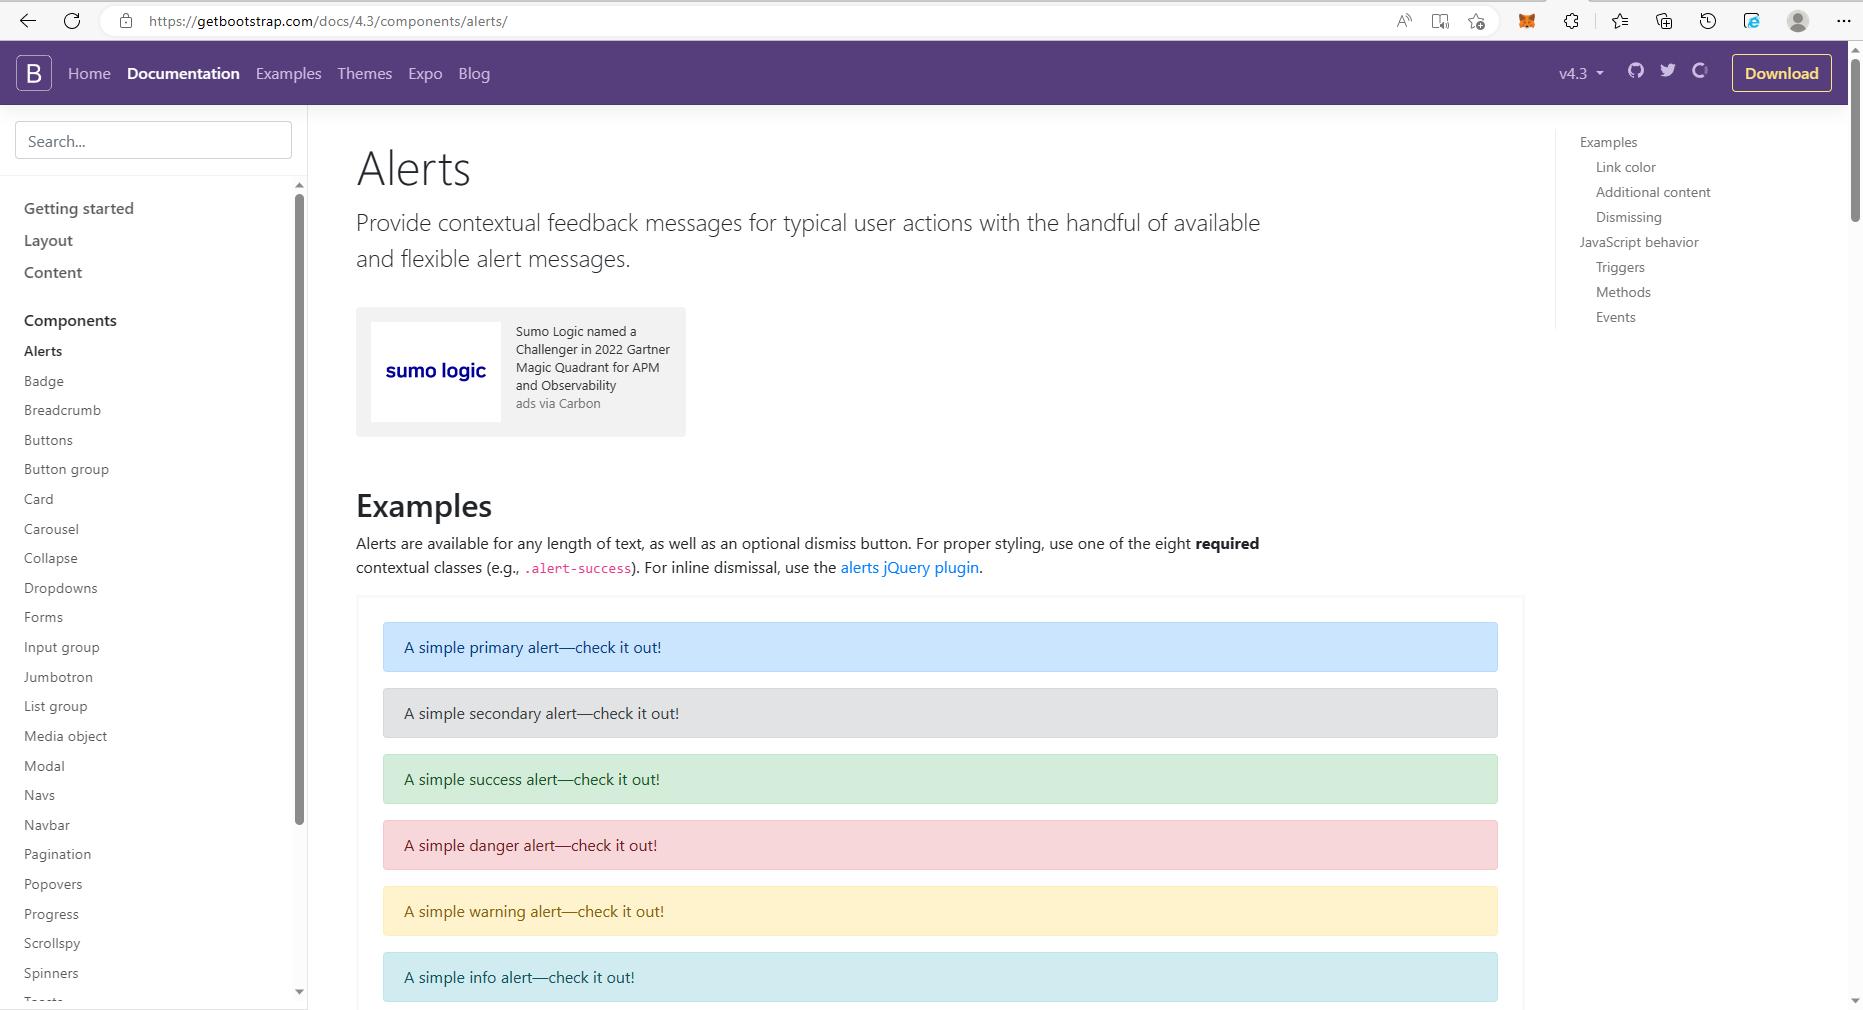 https://getbootstrap.com/docs/4.3/components/alerts/
B
Home
Documentation
Examples
Themes
Expo
Blog
v4.3
Download
Search...
Getting started
Layout
Content
Components
Alerts
Badge
Breadcrumb
Buttons
Button group
Card
Carousel
Collapse
Dropdowns
Forms
Input group
Jumbotron
List group
Media object
Modal
Navs
Navbar
Pagination
Popovers
Progress
Scrollspy
Spinners
Alerts
Provide contextual feedback messages for typical user actions with the handful of available
and flexible alert messages.
sumo logic
Sumo Logic named a
Challenger in 2022 Gartner
Magic Quadrant for APM
and Observability
ads via Carbon
Examples
Alerts are available for any length of text, as well as an optional dismiss button. For proper styling, use one of the eight required
contextual classes (e.g., .alert-success). For inline dismissal, use the alerts jQuery plugin.
A simple primary alert—check it out!
A simple secondary alert—check it out!
A simple success alert—check it out!
A simple danger alert—check it out!
A simple warning alert—check it out!
A simple info alert—check it out!
Examples
Link color
Additional content
Dismissing
JavaScript behavior
Triggers
Methods
Events